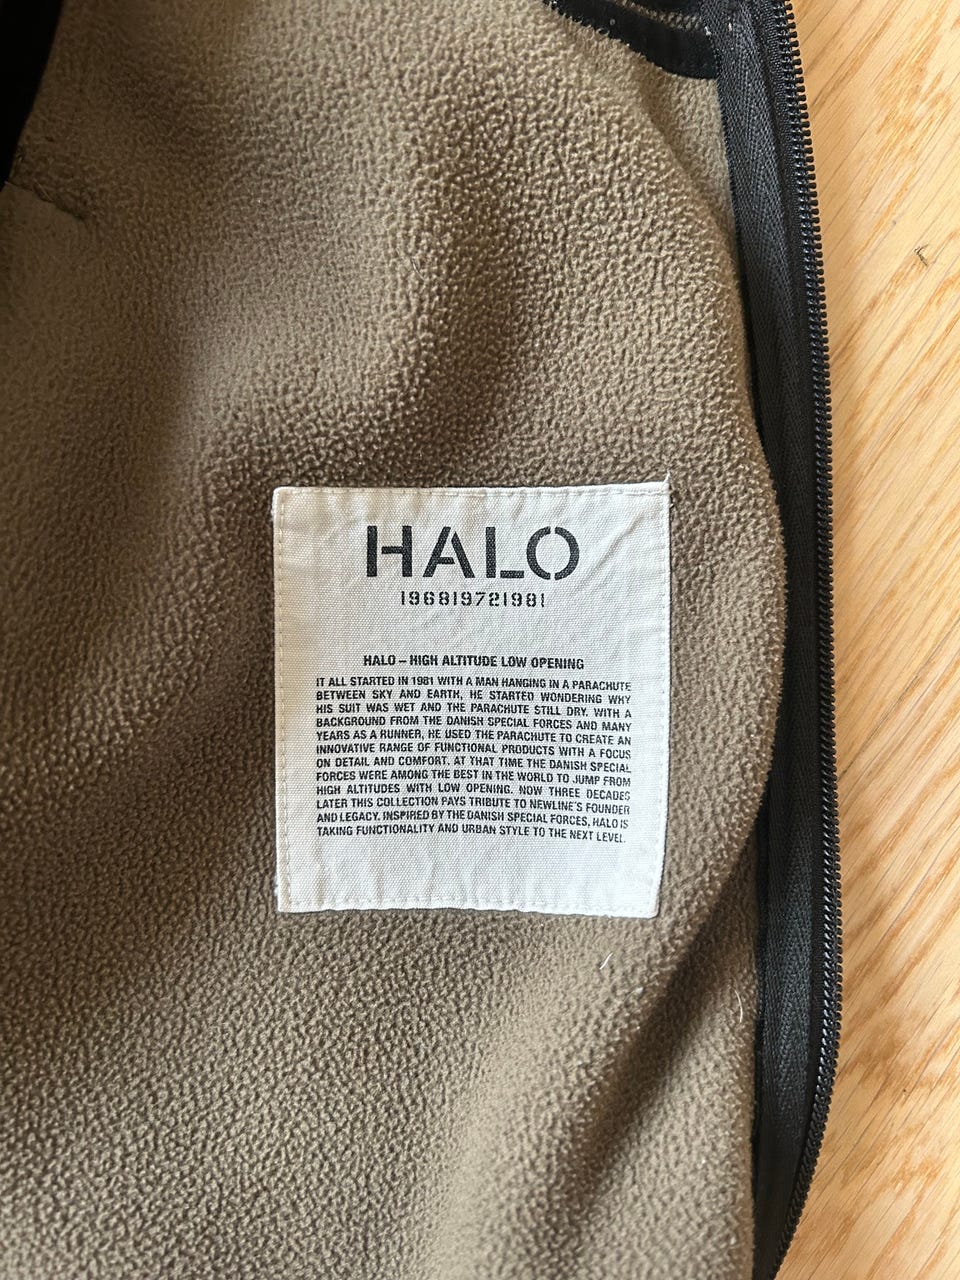 HALO
196819721981
HALO – HIGH ALTITUDE LOW OPENING
IT ALL STARTED IN 1981 WITH A MAN HANGING IN A PARACHUTE
BETWEEN SKY AND EARTH, HE STARTED WONDERING WHY
HIS SUIT WAS WET AND THE PARACHUTE STILL DRY. WITH A
BACKGROUND FROM THE DANISH SPECIAL FORCES AND MANY
YEARS AS A RUNNER, HE USED THE PARACHUTE TO CREATE AN
INNOVATIVE RANGE OF FUNCTIONAL PRODUCTS WITH A FOCUS
ON DETAIL AND COMFORT. AT THAT TIME THE DANISH SPECIAL
FORCES WERE AMONG THE BEST IN THE WORLD TO JUMP FROM
HIGH ALTITUDES WITH LOW OPENING. NOW THREE DECADES
LATER THIS COLLECTION PAYS TRIBUTE TO NEWLINE'S FOUNDER
AND LEGACY. INSPIRED BY THE DANISH SPECIAL FORCES, HALO IS
TAKING FUNCTIONALITY AND URBAN STYLE TO THE NEXT LEVEL.